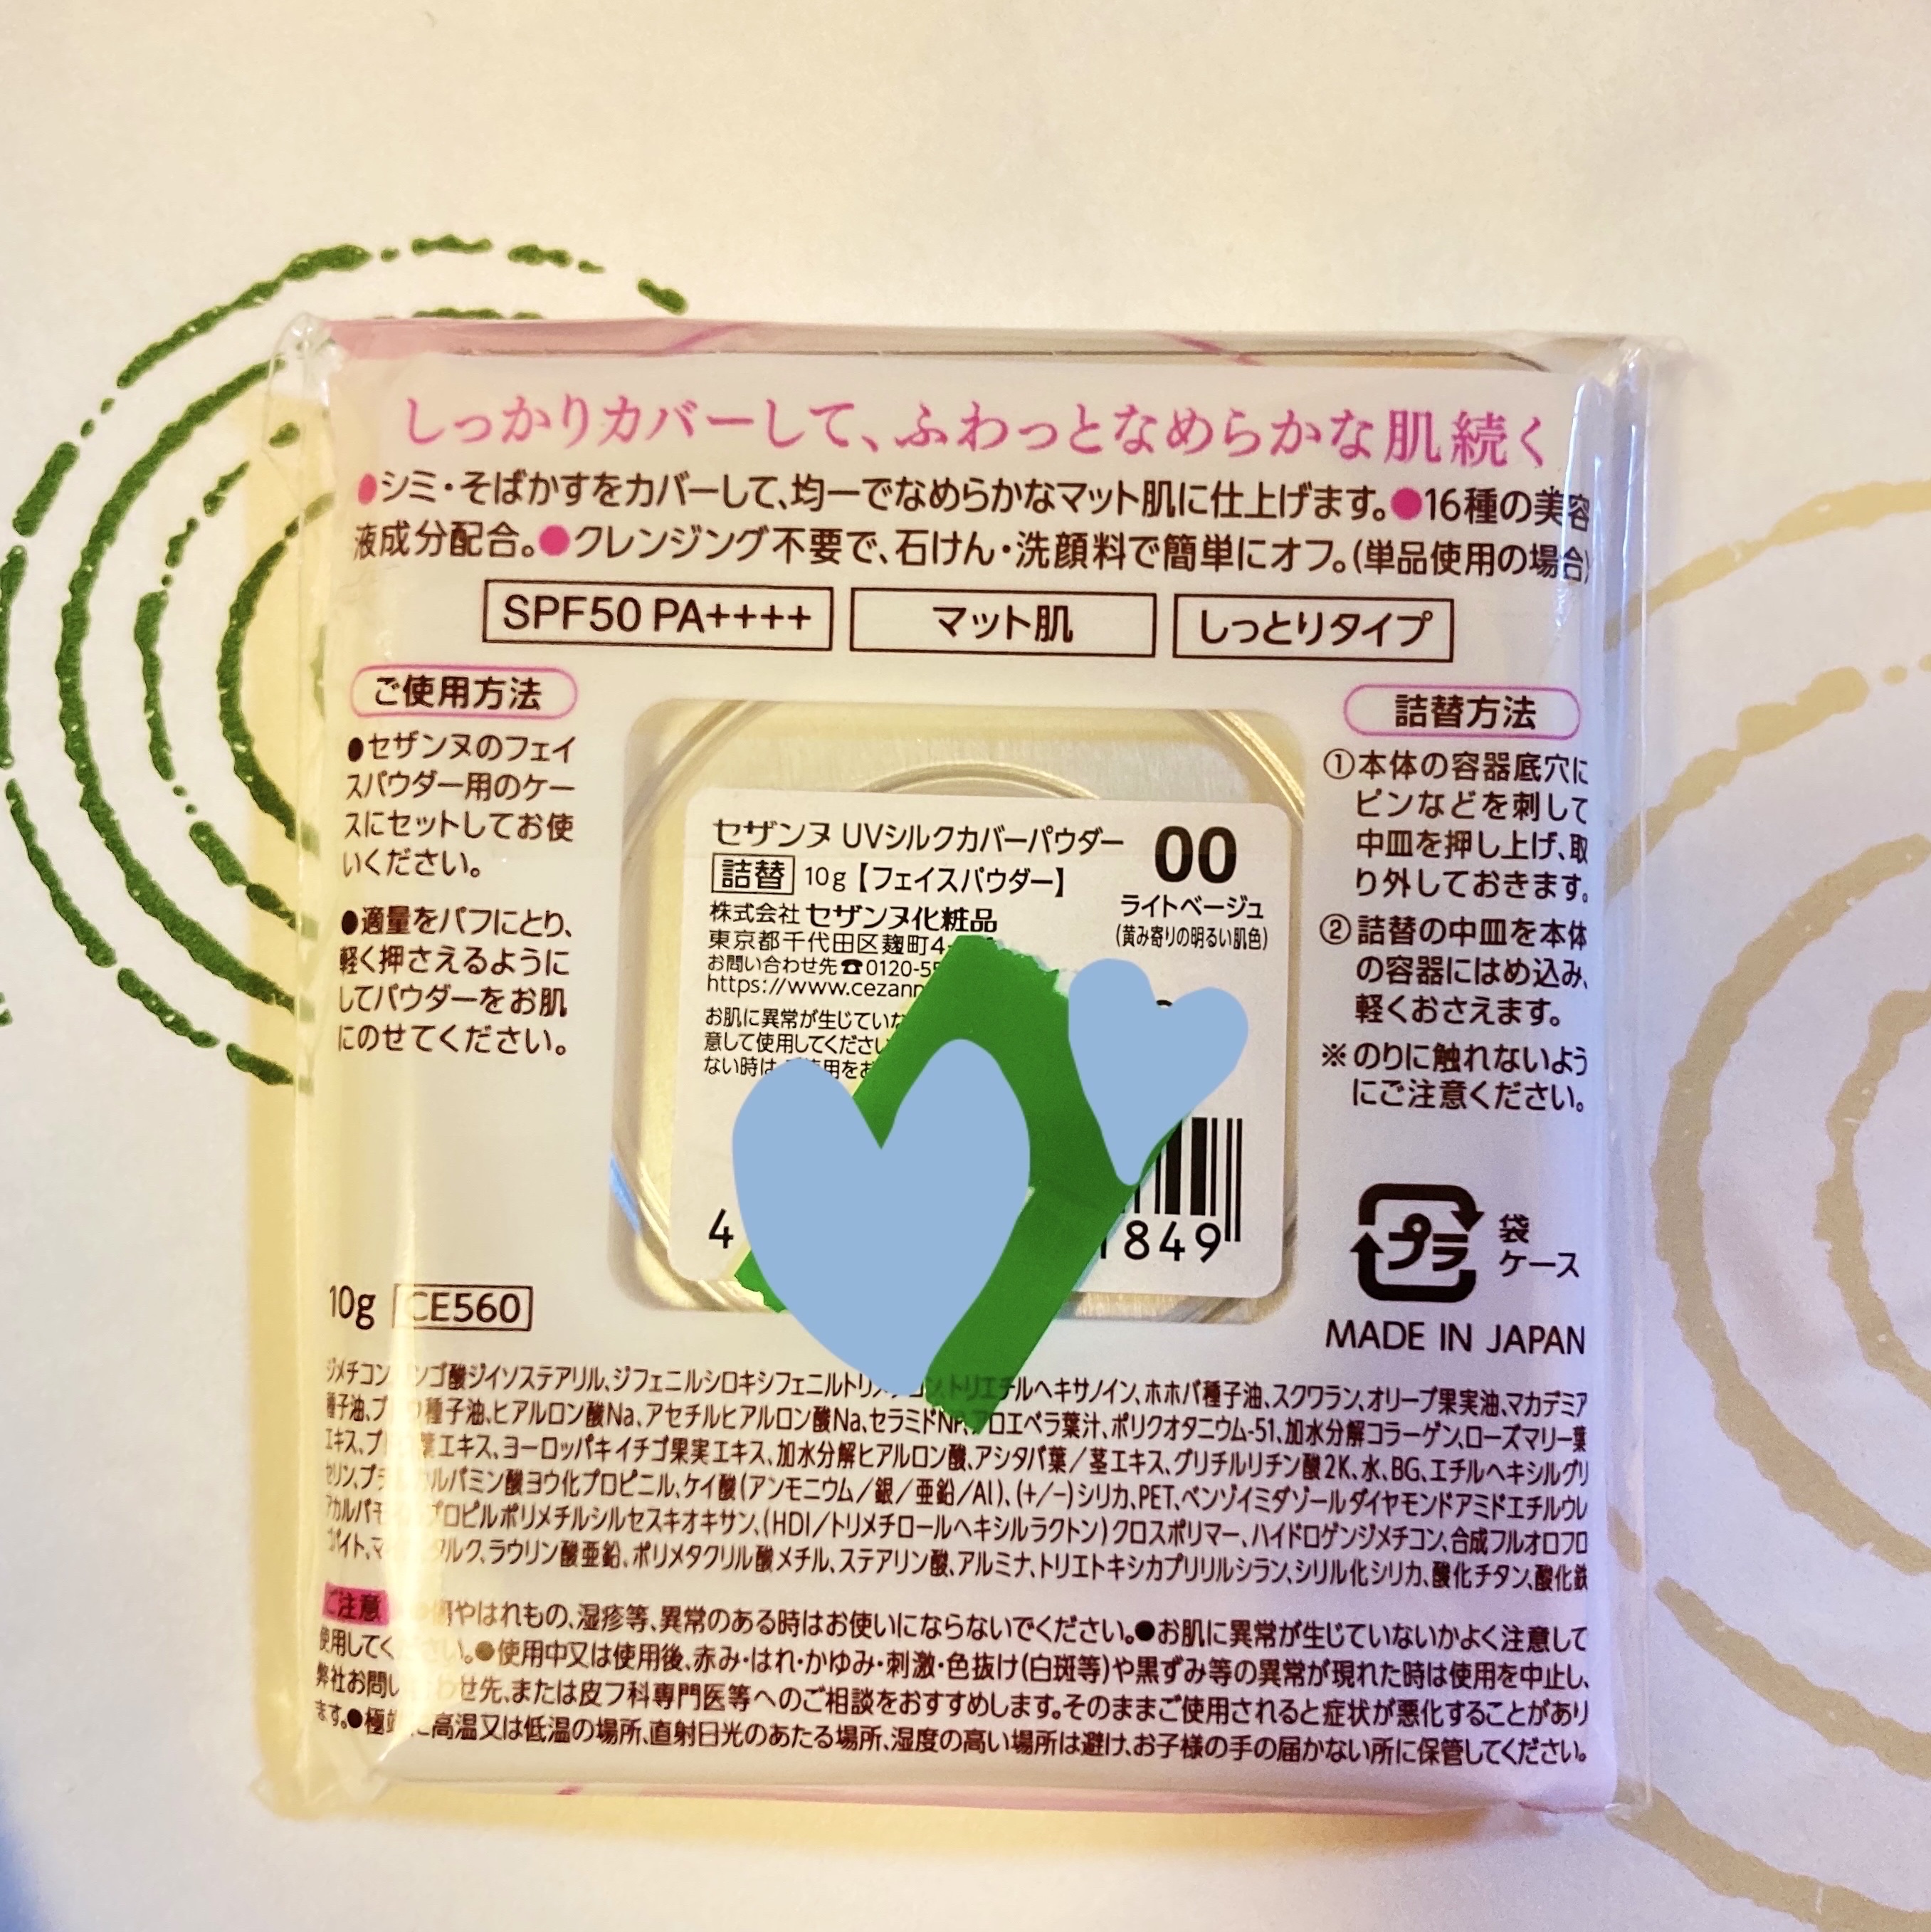 しっかりカバーして、ふわっとなめらかな肌続く
●シミ・そばかすをカバーして、均一でなめらかなマット肌に仕上げます。●16種の美容
液成分配合。●クレンジング不要で、石けん・洗顔料で簡単にオフ。(単品使用の場合)
SPF50 PA++++ マット肌 しっとりタイプ
ご使用方法
●セザンヌのフェイ
スパウダー用のケー
スにセットしてお使
いください。
●適量をパフにとり、
軽く押さえるように
してパウダーをお肌
にのせてください。
セザンヌ UVシルクカバーパウダー
詰替 10g【フェイスパウダー】
株式会社 セザンヌ化粧品
東京都千代田区麹町4-
お問い合わせ先☎0120-5
https://www.cezann
お肌に異常が生じていな
意して使用してください
ない時は 使用をお
00
ライトベージュ
(黄み寄りの明るい肌色)
4 1849
詰替方法
①本体の容器底穴に
ピンなどを刺して
中皿を押し上げ、取
り外しておきます。
②詰替の中皿を本体
の容器にはめ込み、
軽くおさえます。
※のりに触れないよう
にご注意ください。
プラ 袋
ケース
MADE IN JAPAN
10g CE560
ジメチコン、 ンゴ酸ジイソステアリル、ジフェニルシロキシフェニルトリメ コン、トリエチルヘキサノイン、ホホバ種子油、スクワラン、オリーブ果実油、マカデミア
種子油、ブ 種子油、ヒアルロン酸Na、アセチルヒアルロン酸Na、セラミドNP、アロエベラ葉汁、ポリクオタニウム-51、加水分解コラーゲン、ローズマリー葉
エキス、ブ 葉エキス、ヨーロッパキイチゴ果実エキス、加水分解ヒアルロン酸、アシタバ葉/茎エキス、グリチルリチン酸2K、水、BG、エチルヘキシルグリ
セリン、ブチ カルバミン酸ヨウ化プロピニル、ケイ酸(アンモニウム/銀/亜鉛/Al)、(+/-)シリカ、PET、ベンゾイミダゾールダイヤモンドアミドエチルウレ
アカルバモ プロピルポリメチルシルセスキオキサン、(HDI/トリメチロールヘキシルラクトン)クロスポリマー、ハイドロゲンジメチコン、合成フルオロフロ
ゴパイト、マ タルク、ラウリン酸亜鉛、ポリメタクリル酸メチル、ステアリン酸、アルミナ、トリエトキシカプリリルシラン、シリル化シリカ、酸化チタン、酸化鉄
ご注意 ●傷やはれもの、湿疹等、異常のある時はお使いにならないでください。●お肌に異常が生じていないかよく注意して
使用してください。●使用中又は使用後、赤み・はれ・かゆみ・刺激・色抜け(白斑等)や黒ずみ等の異常が現れた時は使用を中止し、
弊社お問い合わせ先、または皮フ科専門医等へのご相談をおすすめします。そのままご使用されると症状が悪化することがあり
ます。●極端に高温又は低温の場所、直射日光のあたる場所、湿度の高い場所は避け、お子様の手の届かない所に保管してください。